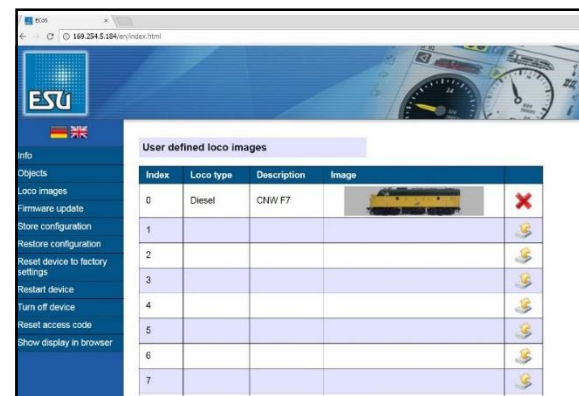 ECoS
169.254.5.184/en/index.html
ESU
Info
Objects
Loco images
Firmware update
Store configuration
Restore configuration
Reset device to factory
settings
Restart device
Turn off device
Reset access code
Show display in browser
User defined loco images
Index Loco type Description Image
0 Diesel CNW F7
1
2
3
4
5
6
7